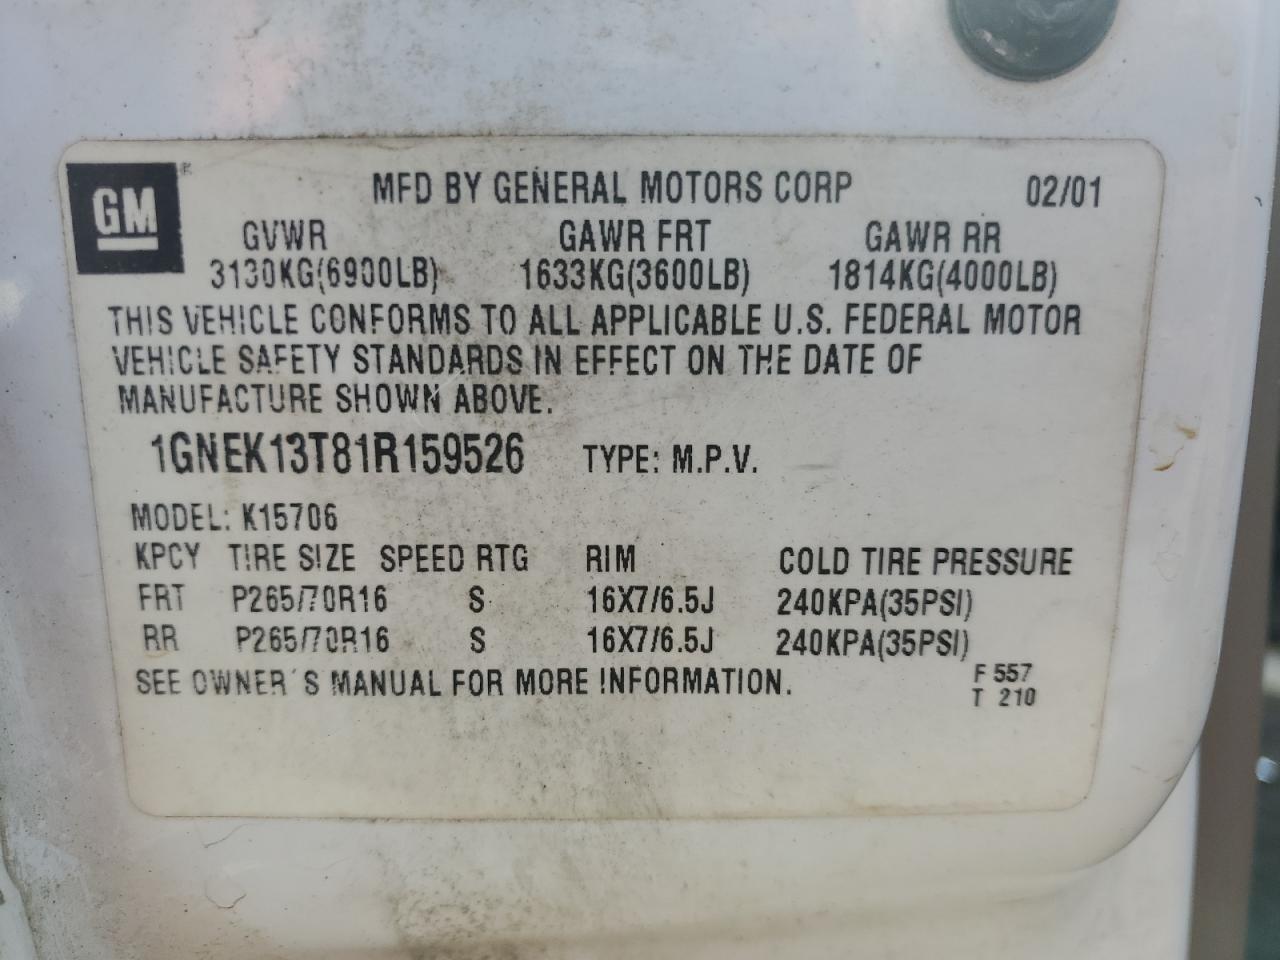 GM
MFD BY GENERAL MOTORS CORP 02/01
GVWR GAWR FRT GAWR RR
3130KG(6900LB) 1633KG(3600LB) 1814KG(4000LB)
THIS VEHICLE CONFORMS TO ALL APPLICABLE U.S. FEDERAL MOTOR
VEHICLE SAFETY STANDARDS IN EFFECT ON THE DATE OF
MANUFACTURE SHOWN ABOVE.
1GNEK13T81R159526 TYPE: M.P.V.
MODEL: K15706
KPCY TIRE SIZE SPEED RTG RIM COLD TIRE PRESSURE
FRT P265/70R16 S 16X7/6.5J 240KPA(35PSI)
RR P265/70R16 S 16X7/6.5J 240KPA(35PSI)
SEE OWNER´S MANUAL FOR MORE INFORMATION. F 557
T 210